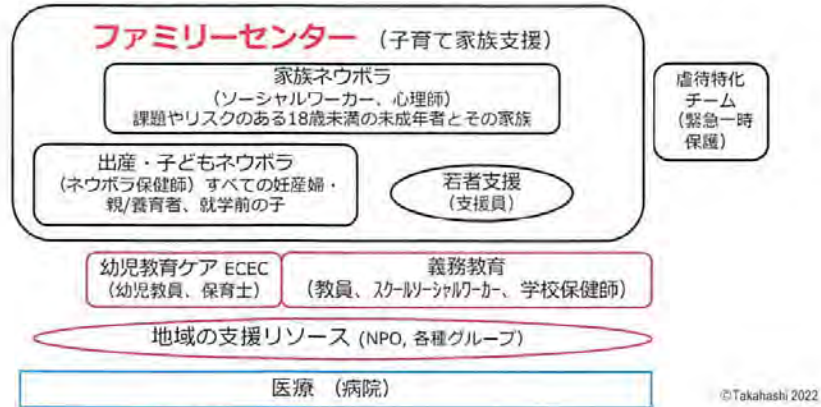 ファミリーセンター (子育て家族支援)
家族ネウボラ
(ソーシャルワーカー、心理師)
課題やリスクのある18歳未満の未成年者とその家族
虐待特化
チーム
(緊急一時
保護)
出産・子どもネウボラ
(ネウボラ保健師) すべての妊産婦・
親/養育者、就学前の子
若者支援
(支援員)
幼児教育ケア ECEC
(幼児教員、保育士)
義務教育
(教員、スクールソーシャルワーカー、学校保健師)
地域の支援リソース (NPO, 各種グループ)
医療 (病院)
©Takahashi 2022